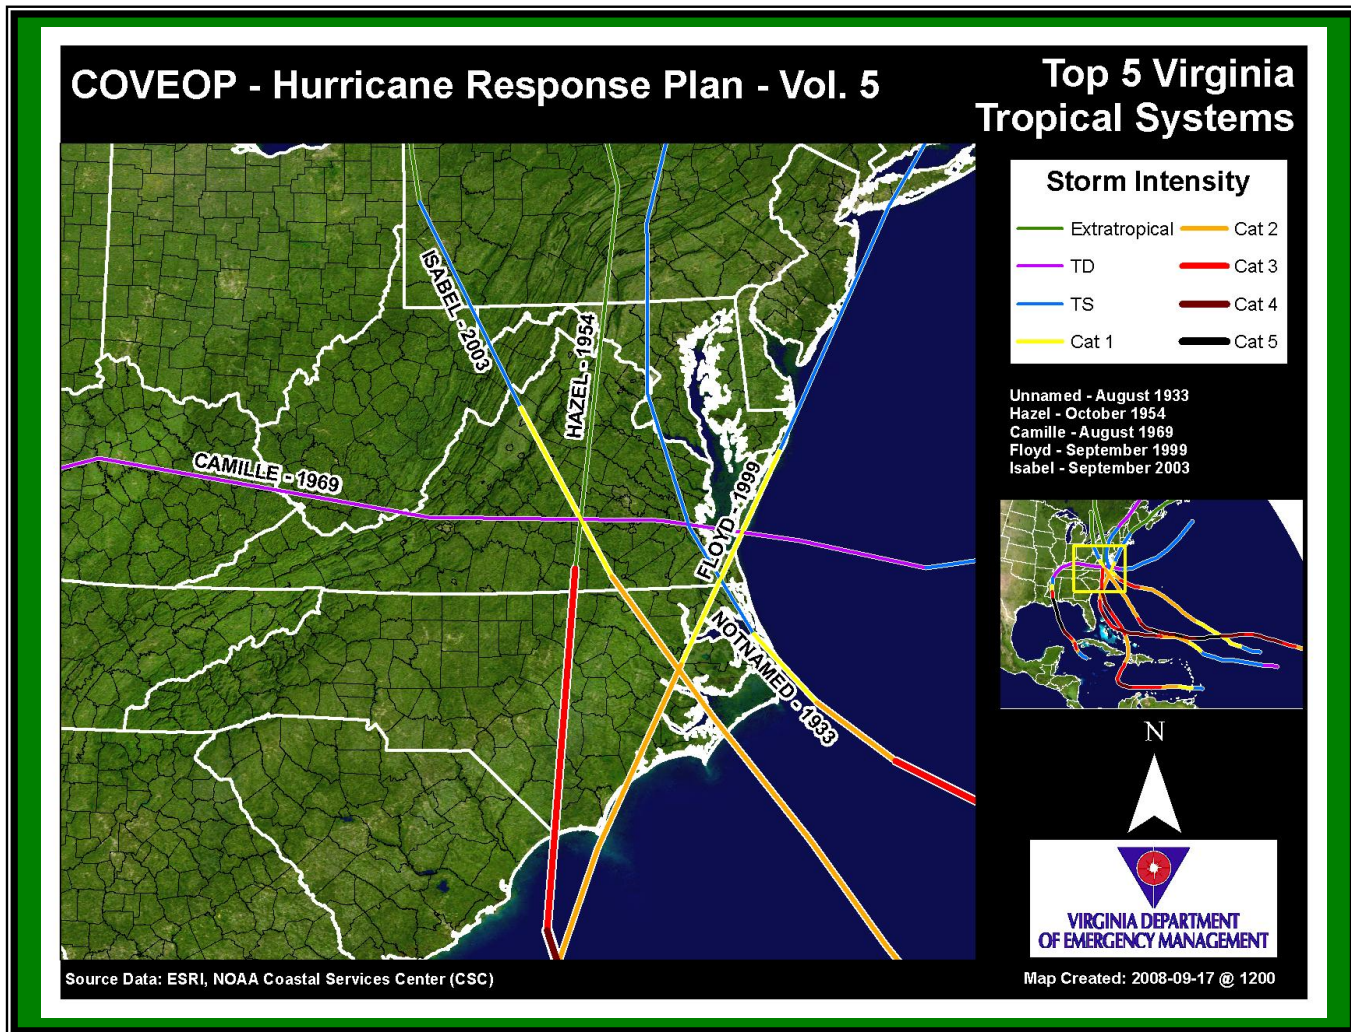 COVEOP - Hurricane Response Plan - Vol. 5
Top 5 Virginia
Tropical Systems
Storm Intensity
Extratropical
Cat 2
TD
Cat 3
TS
Cat 4
Cat 1
Cat 5
Unnamed - August 1933
Hazel - October 1954
Camille - August 1969
Floyd - September 1999
Isabel - September 2003
ISABEL - 2003
HAZEL - 1954
CAMILLE - 1969
FLOYD - 1999
NOTNAMED - 1933
N
VIRGINIA DEPARTMENT
OF EMERGENCY MANAGEMENT
Source Data: ESRI, NOAA Coastal Services Center (CSC)
Map Created: 2008-09-17 @ 1200